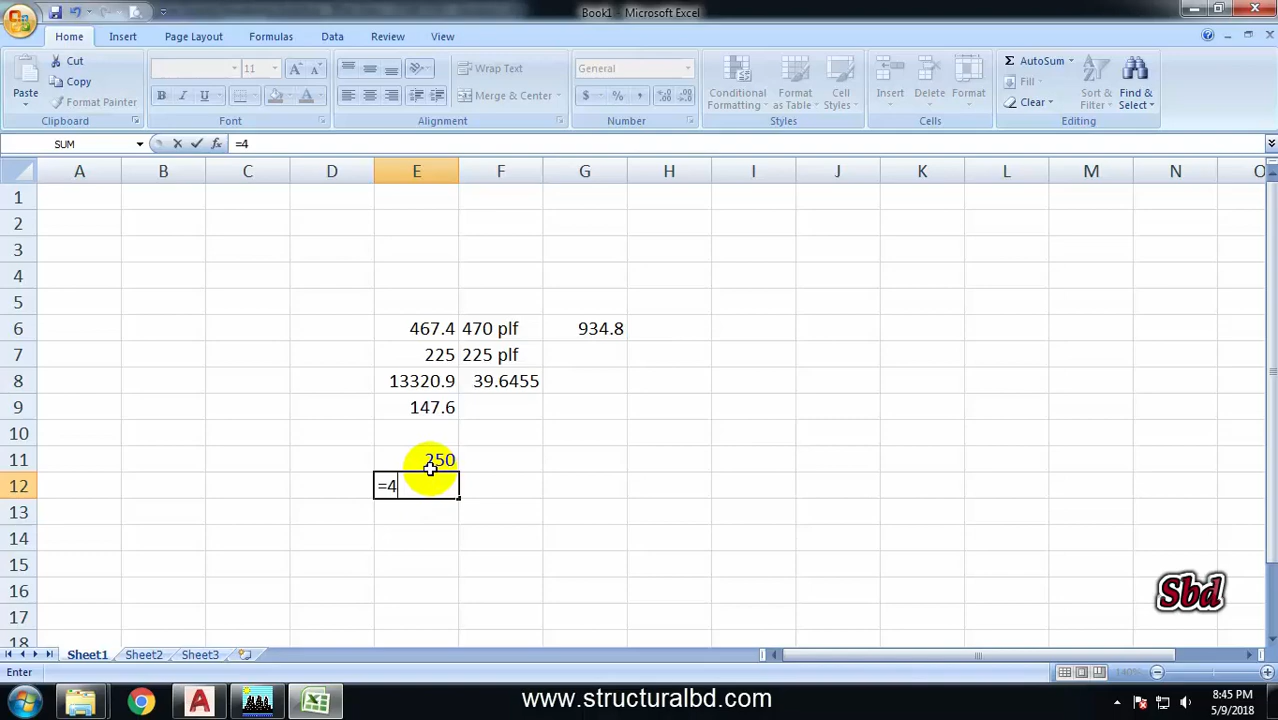 Book1 - Microsoft Excel
Home Insert Page Layout Formulas Data Review View
Cut
Copy
Format Painter
Paste
Clipboard
11
Font
Wrap Text
Merge & Center
Alignment
General
$ % ,
Number
Conditional Formatting
Format as Table
Cell Styles
Styles
Insert
Delete
Format
Cells
AutoSum
Fill
Clear
Sort & Filter
Find & Select
Editing
SUM fx =4
A B C D E F G H I J K L M N O
1
2
3
4
5
6 467.4 470 plf 934.8
7 225 225 plf
8 13320.9 39.6455
9 147.6
10
11 250
12 =4
13
14
15
16
17
18
Sbd
Sheet1 Sheet2 Sheet3
Enter 140%
www.structuralbd.com
8:45 PM
5/9/2018